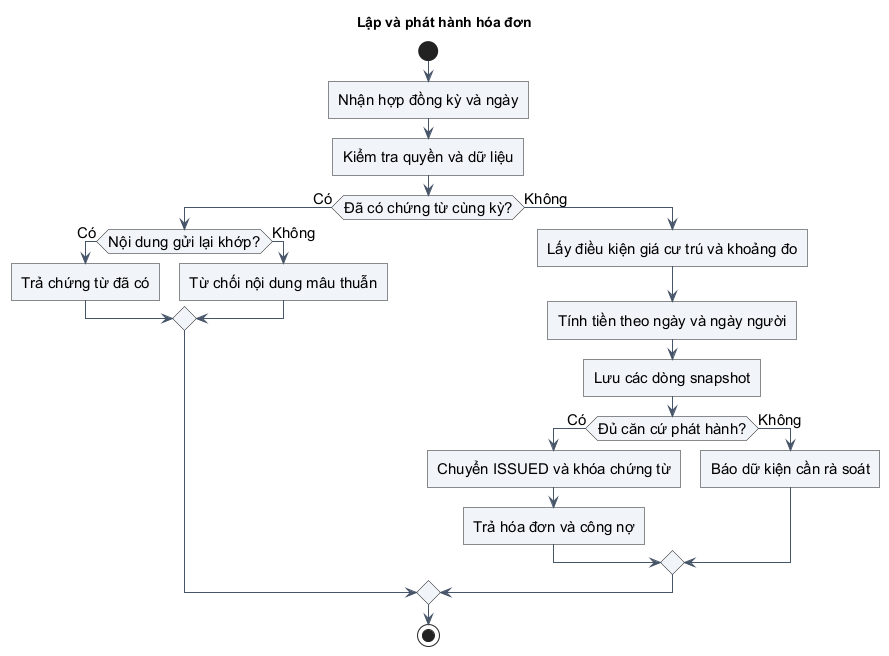 Lập và phát hành hóa đơn
Nhận hợp đồng kỳ và ngày
Kiểm tra quyền và dữ liệu
Đã có chứng từ cùng kỳ?
Có
Không
Nội dung gửi lại khớp?
Có
Không
Trả chứng từ đã có
Từ chối nội dung mâu thuẫn
Lấy điều kiện giá cư trú và khoảng đo
Tính tiền theo ngày và ngày người
Lưu các dòng snapshot
Đủ căn cứ phát hành?
Có
Không
Chuyển ISSUED và khóa chứng từ
Báo dữ kiện cần rà soát
Trả hóa đơn và công nợ